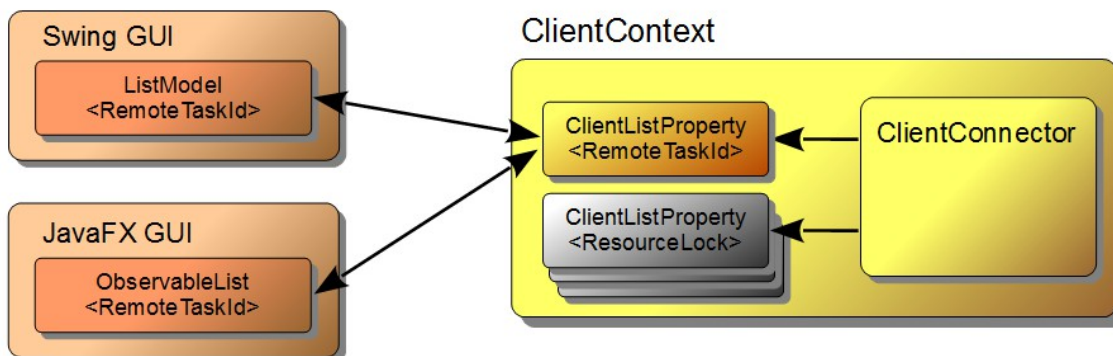 Swing GUI
ListModel
<RemoteTaskId>
JavaFX GUI
ObservableList
<RemoteTaskId>
ClientContext
ClientListProperty
<RemoteTaskId>
ClientListProperty
<ResourceLock>
ClientConnector